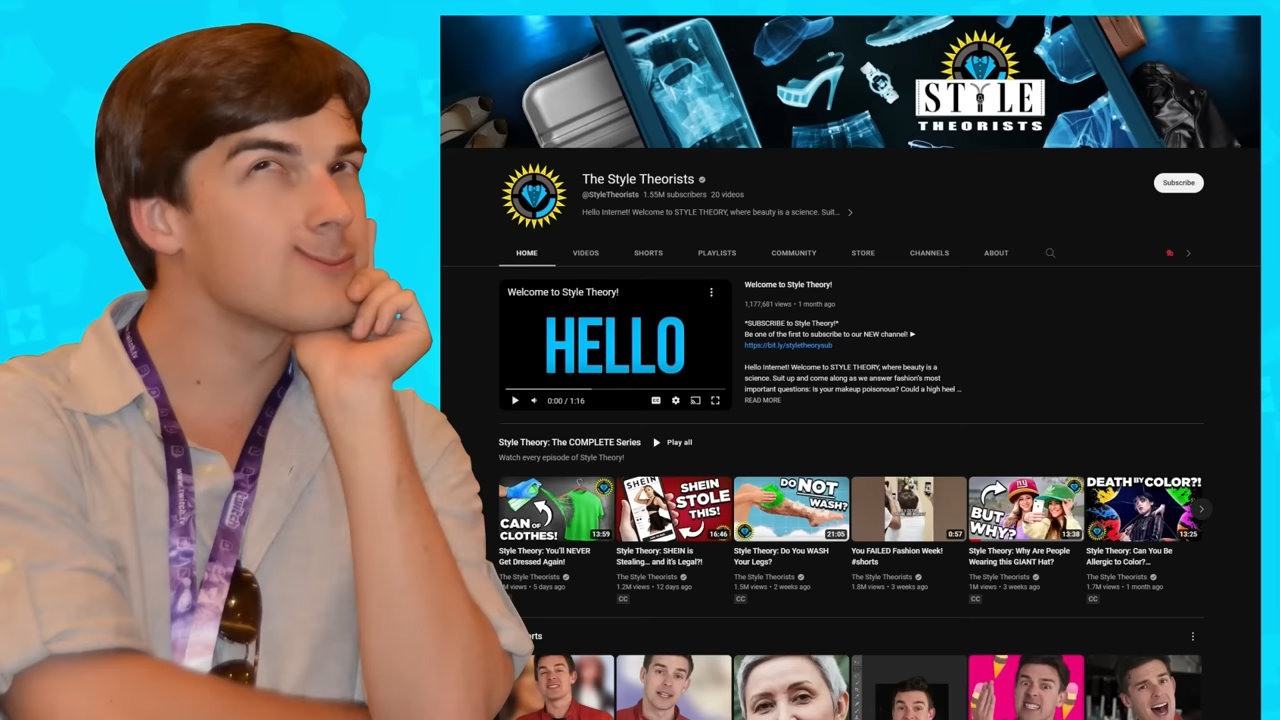 STYLE
THEORISTS
The Style Theorists
@StyleTheorists 1.55M subscribers 20 videos
Hello Internet! Welcome to STYLE THEORY, where beauty is a science. Suit...
Subscribe
HOME VIDEOS SHORTS PLAYLISTS COMMUNITY STORE CHANNELS ABOUT
Welcome to Style Theory!
HELLO
0:00 / 1:16
Welcome to Style Theory!
1,177,681 views • 1 month ago
*SUBSCRIBE to Style Theory!*
Be one of the first to subscribe to our NEW channel! ►
https://bit.ly/styletheorysub
Hello Internet! Welcome to STYLE THEORY, where beauty is a
science. Suit up and come along as we answer fashion's most
important questions: Is your makeup poisonous? Could a high heel ...
READ MORE
Style Theory: The COMPLETE Series Play all
Watch every episode of Style Theory!
CAN OF
CLOTHES!
13:59
Style Theory: You'll NEVER
Get Dressed Again!
The Style Theorists
M views • 5 days ago
SHEIN
SHEIN
STOLE
THIS!
16:46
Style Theory: SHEIN is
Stealing... and it's Legal?!
The Style Theorists
1.2M views • 12 days ago
CC
DO NOT
WASH?
21:05
Style Theory: Do You WASH
Your Legs?
The Style Theorists
1.5M views • 2 weeks ago
CC
0:57
You FAILED Fashion Week!
#shorts
The Style Theorists
1.8M views • 3 weeks ago
BUT
WHY?
13:38
Style Theory: Why Are People
Wearing this GIANT Hat?
The Style Theorists
1M views • 3 weeks ago
CC
DEATH BY COLOR?!
13:25
Style Theory: Can You Be
Allergic to Color?...
The Style Theorists
1.7M views • 1 month ago
CC
orts